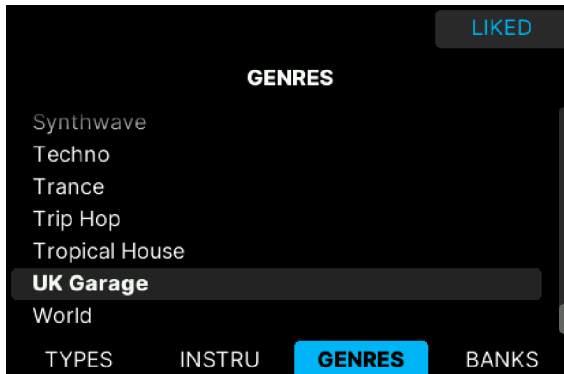 LIKED
GENRES
Synthwave
Techno
Trance
Trip Hop
Tropical House
UK Garage
World
TYPES INSTRU GENRES BANKS